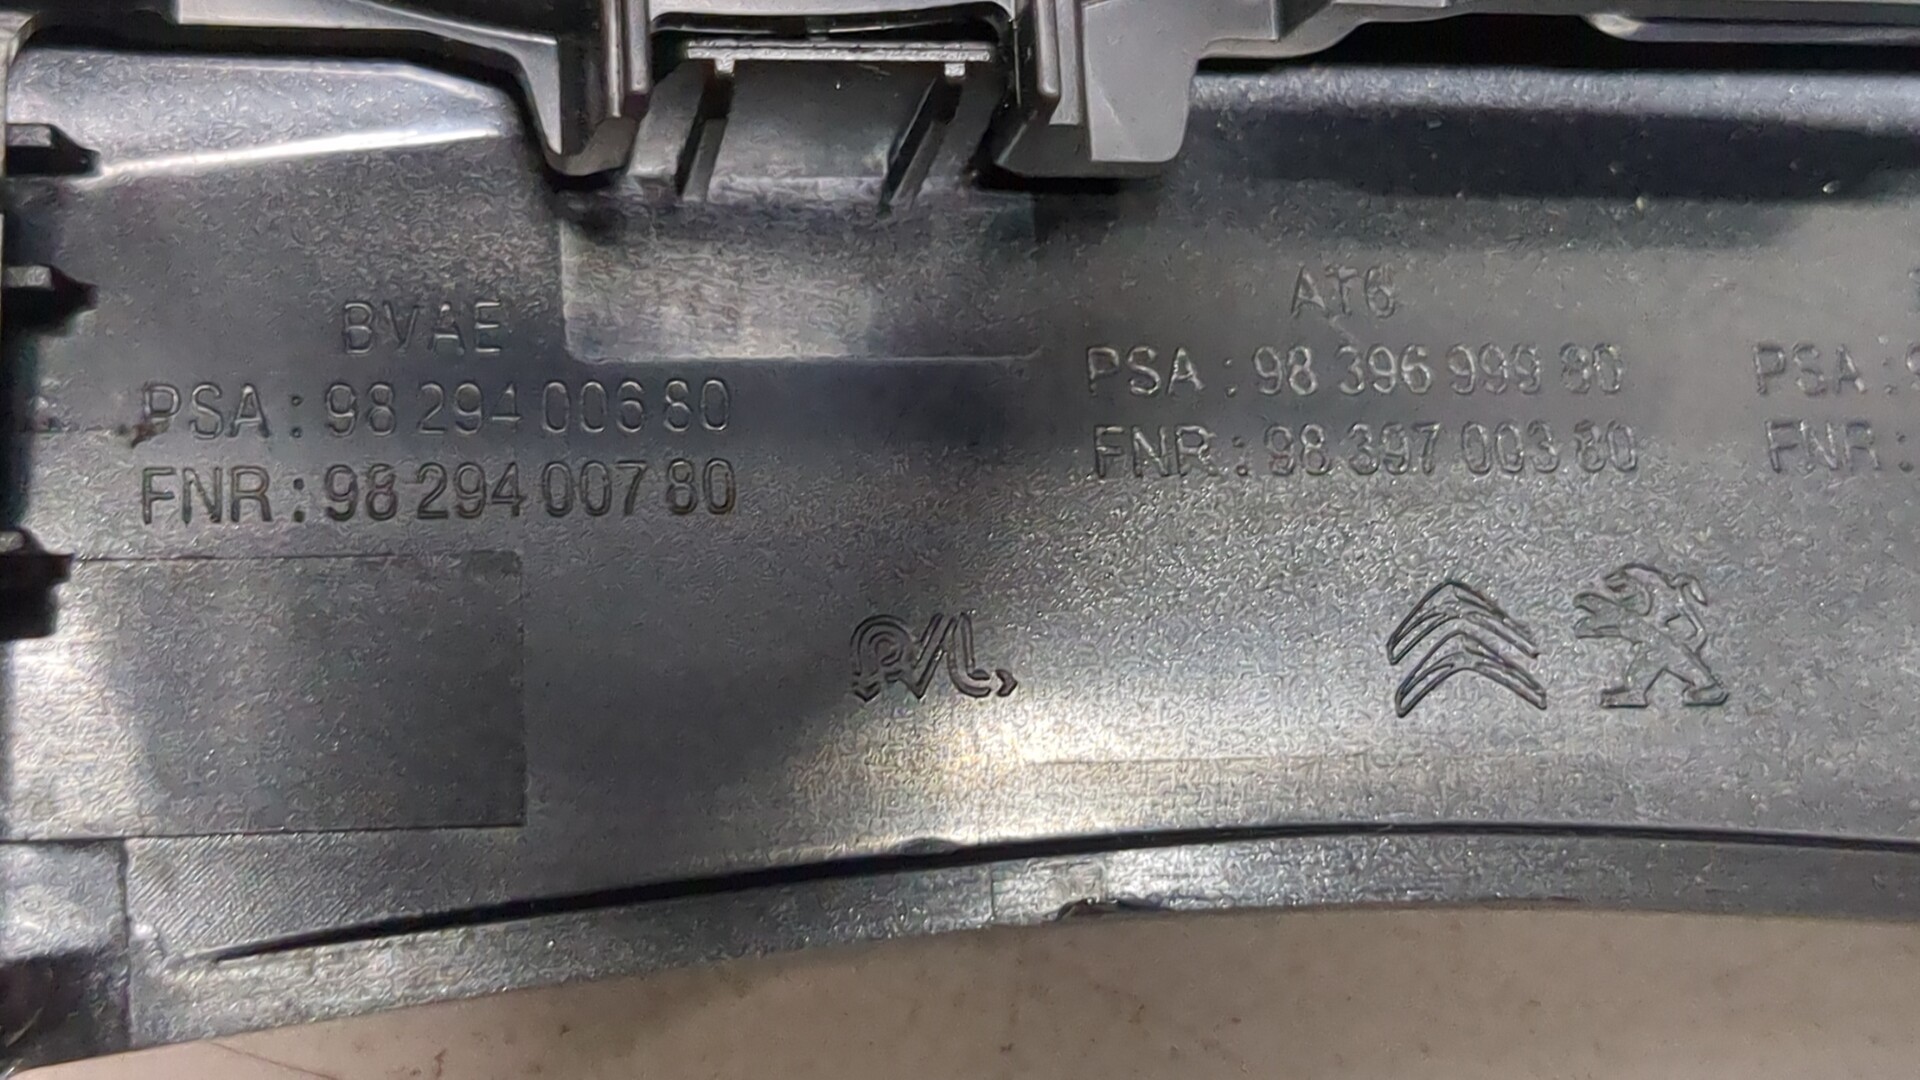 BVAE
PSA : 98 294 006 80
FNR : 98 294 007 80
AT6
PSA : 98 396 999 80
FNR : 98 397 003 80
PSA :
FNR :